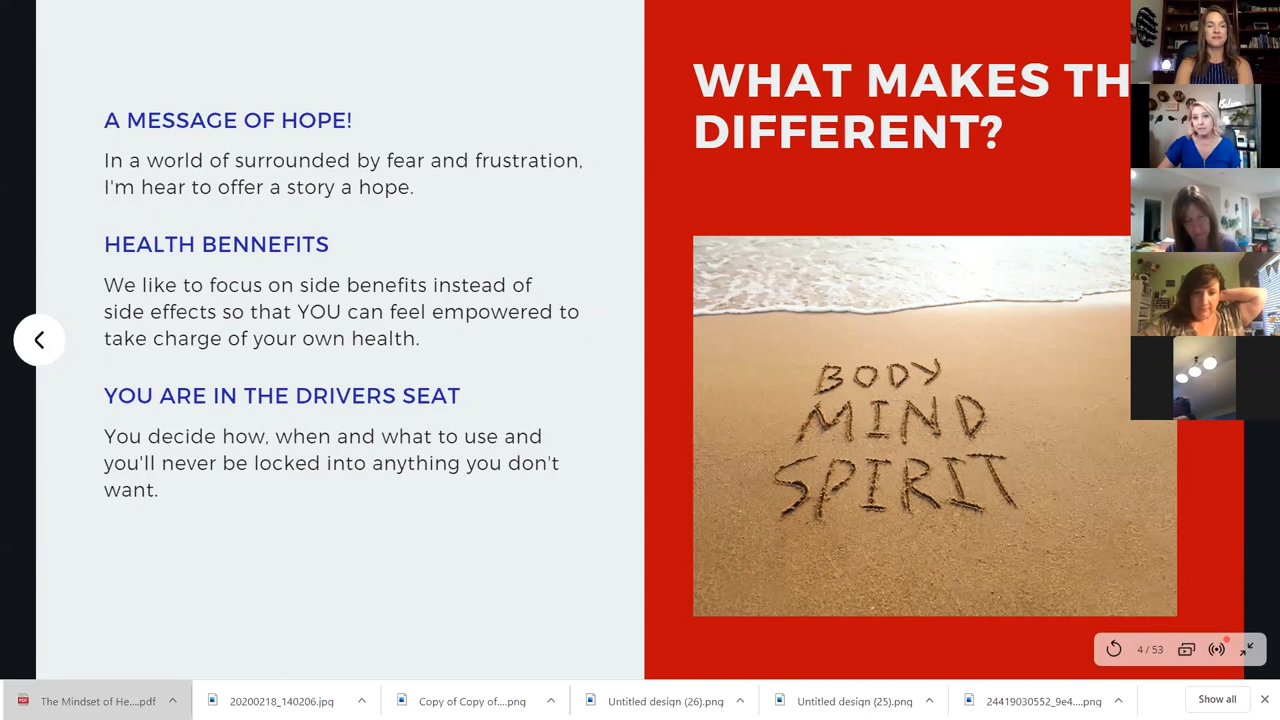 A MESSAGE OF HOPE!
In a world of surrounded by fear and frustration,
I'm hear to offer a story a hope.
HEALTH BENNEFITS
We like to focus on side benefits instead of
side effects so that YOU can feel empowered to
take charge of your own health.
YOU ARE IN THE DRIVERS SEAT
You decide how, when and what to use and
you'll never be locked into anything you don't
want.
WHAT MAKES TH
DIFFERENT?
BODY
MIND
SPIRIT
4 / 53
The Mindset of He....pdf
20200218_140206.jpg
Copy of Copy of....png
Untitled design (26).png
Untitled design (25).png
24419030552_9e4....png
Show all